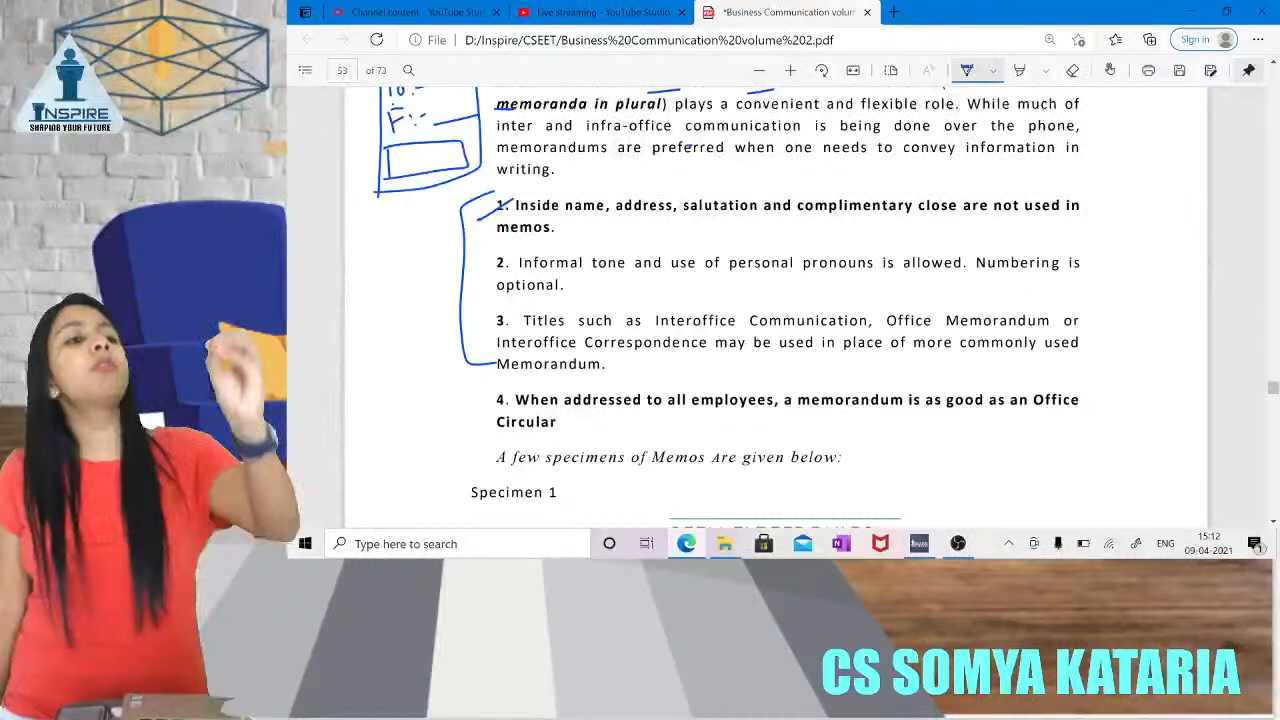 Channel content - YouTube Stu
Live streaming - YouTube Studio
*Business Communication volum
File
D:/Inspire/CSEET/Business%20Communication%20volume%202.pdf
Sign in
53 of 73
INSPIRE
SHAPING YOUR FUTURE
To:-
F:-
memoranda in plural) plays a convenient and flexible role. While much of
inter and infra-office communication is being done over the phone,
memorandums are preferred when one needs to convey information in
writing.
1. Inside name, address, salutation and complimentary close are not used in
memos.
2. Informal tone and use of personal pronouns is allowed. Numbering is
optional.
3. Titles such as Interoffice Communication, Office Memorandum or
Interoffice Correspondence may be used in place of more commonly used
Memorandum.
4. When addressed to all employees, a memorandum is as good as an Office
Circular
A few specimens of Memos Are given below:
Specimen 1
Type here to search
ENG
15:12
09-04-2021
CS SOMYA KATARIA